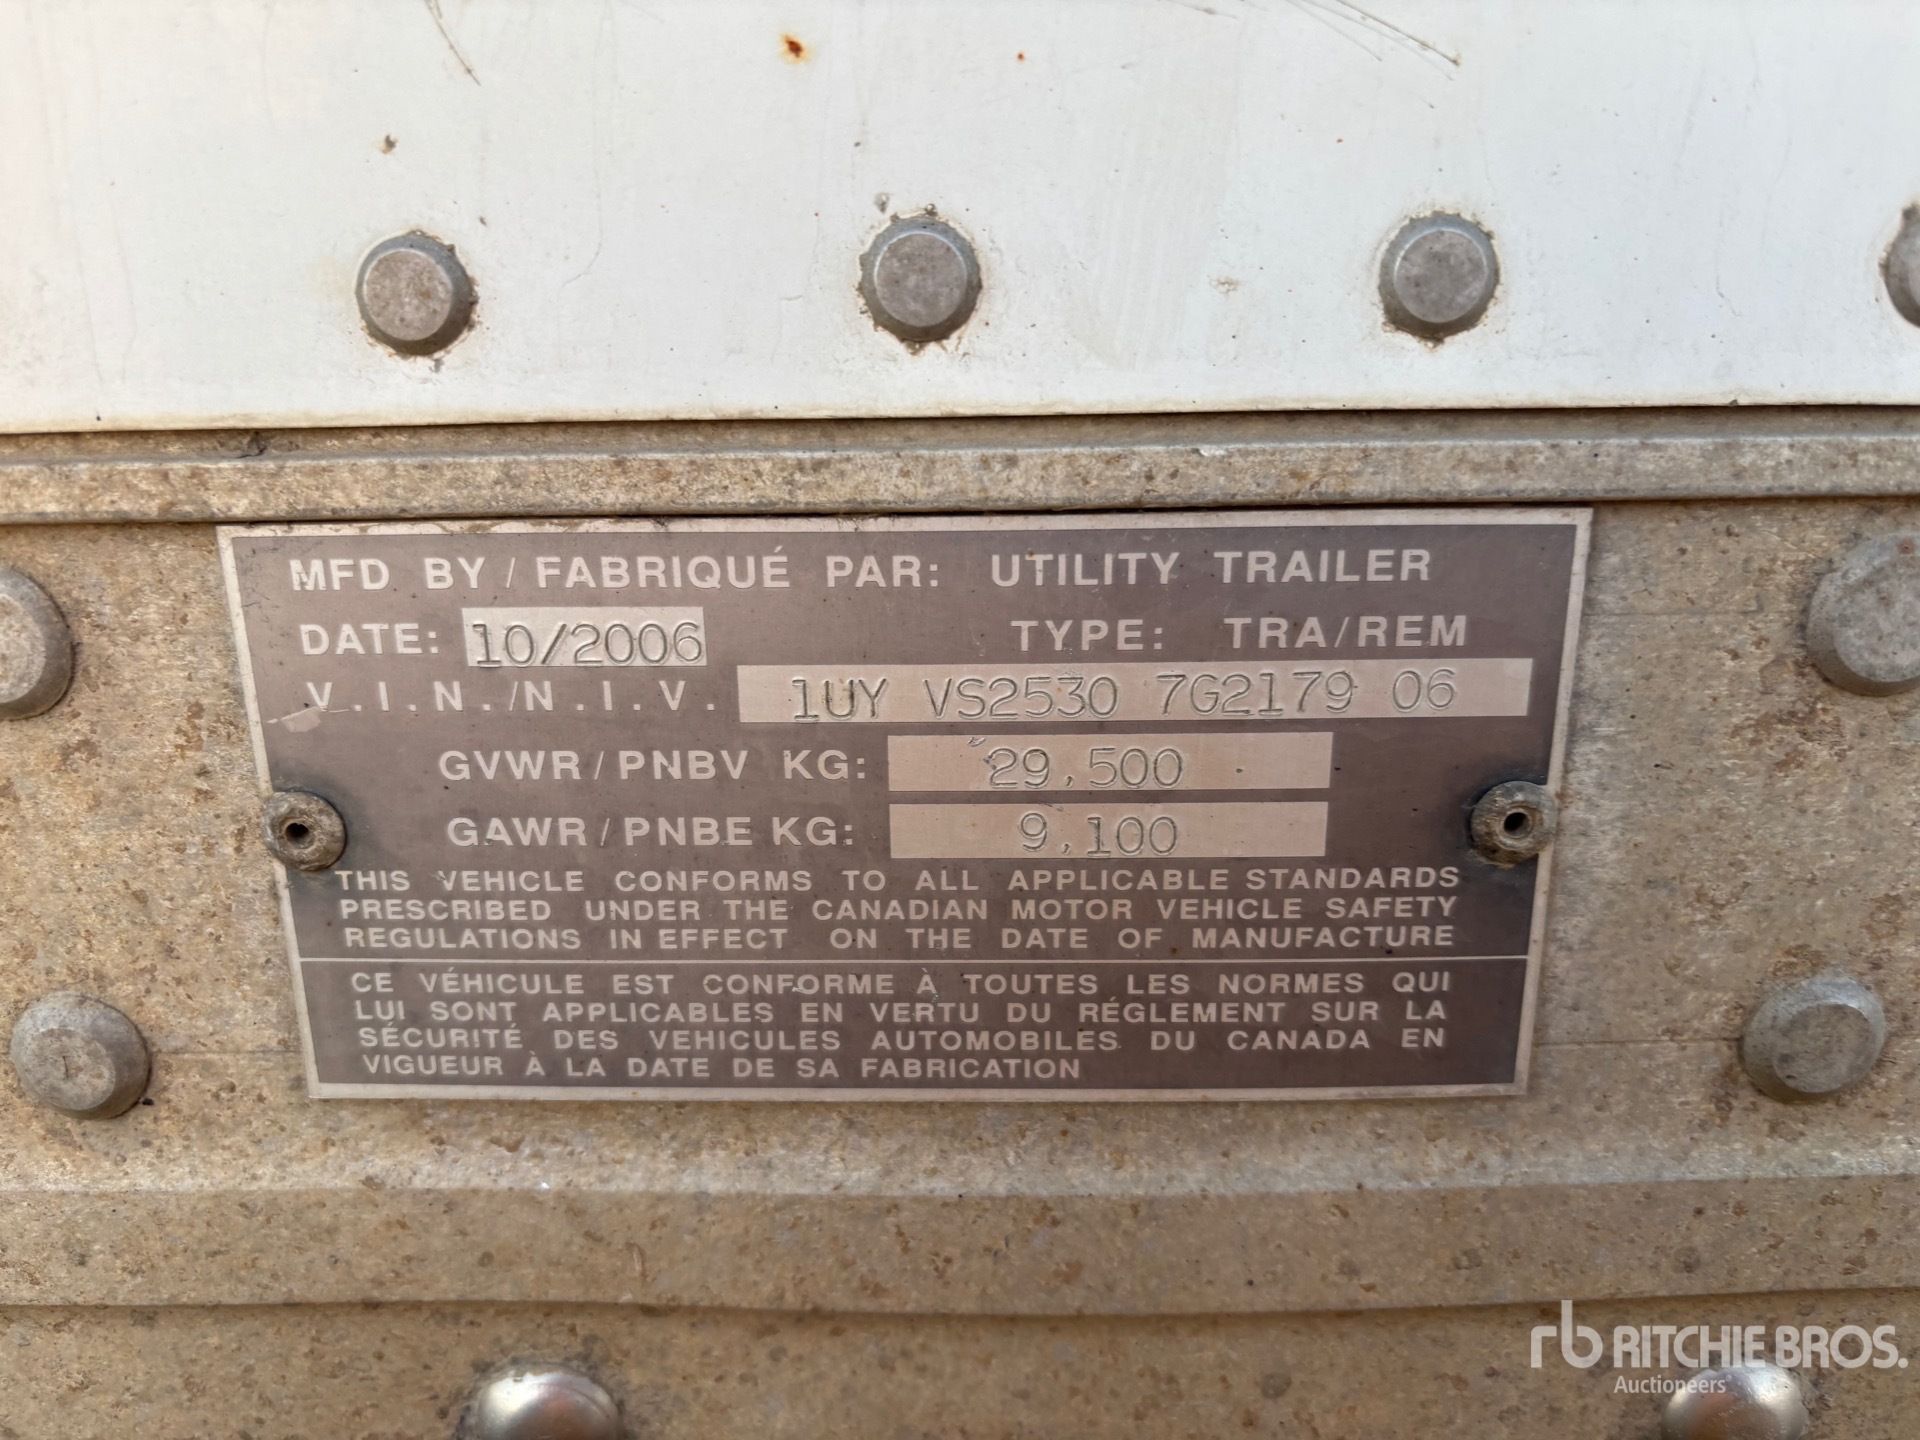 MFD BY / FABRIQUÉ PAR: UTILITY TRAILER
DATE: 10/2006 TYPE: TRA/REM
V.I.N./N.I.V. 1UY VS2530 7G2179 06
GVWR/PNBV KG: 29,500
GAWR/PNBE KG: 9,100
THIS VEHICLE CONFORMS TO ALL APPLICABLE STANDARDS
PRESCRIBED UNDER THE CANADIAN MOTOR VEHICLE SAFETY
REGULATIONS IN EFFECT ON THE DATE OF MANUFACTURE
CE VÉHICULE EST CONFORME À TOUTES LES NORMES QUI
LUI SONT APPLICABLES EN VERTU DU RÉGLEMENT SUR LA
SÉCURITÉ DES VEHICULES AUTOMOBILES DU CANADA EN
VIGUEUR À LA DATE DE SA FABRICATION
rb RITCHIE BROS.
Auctioneers